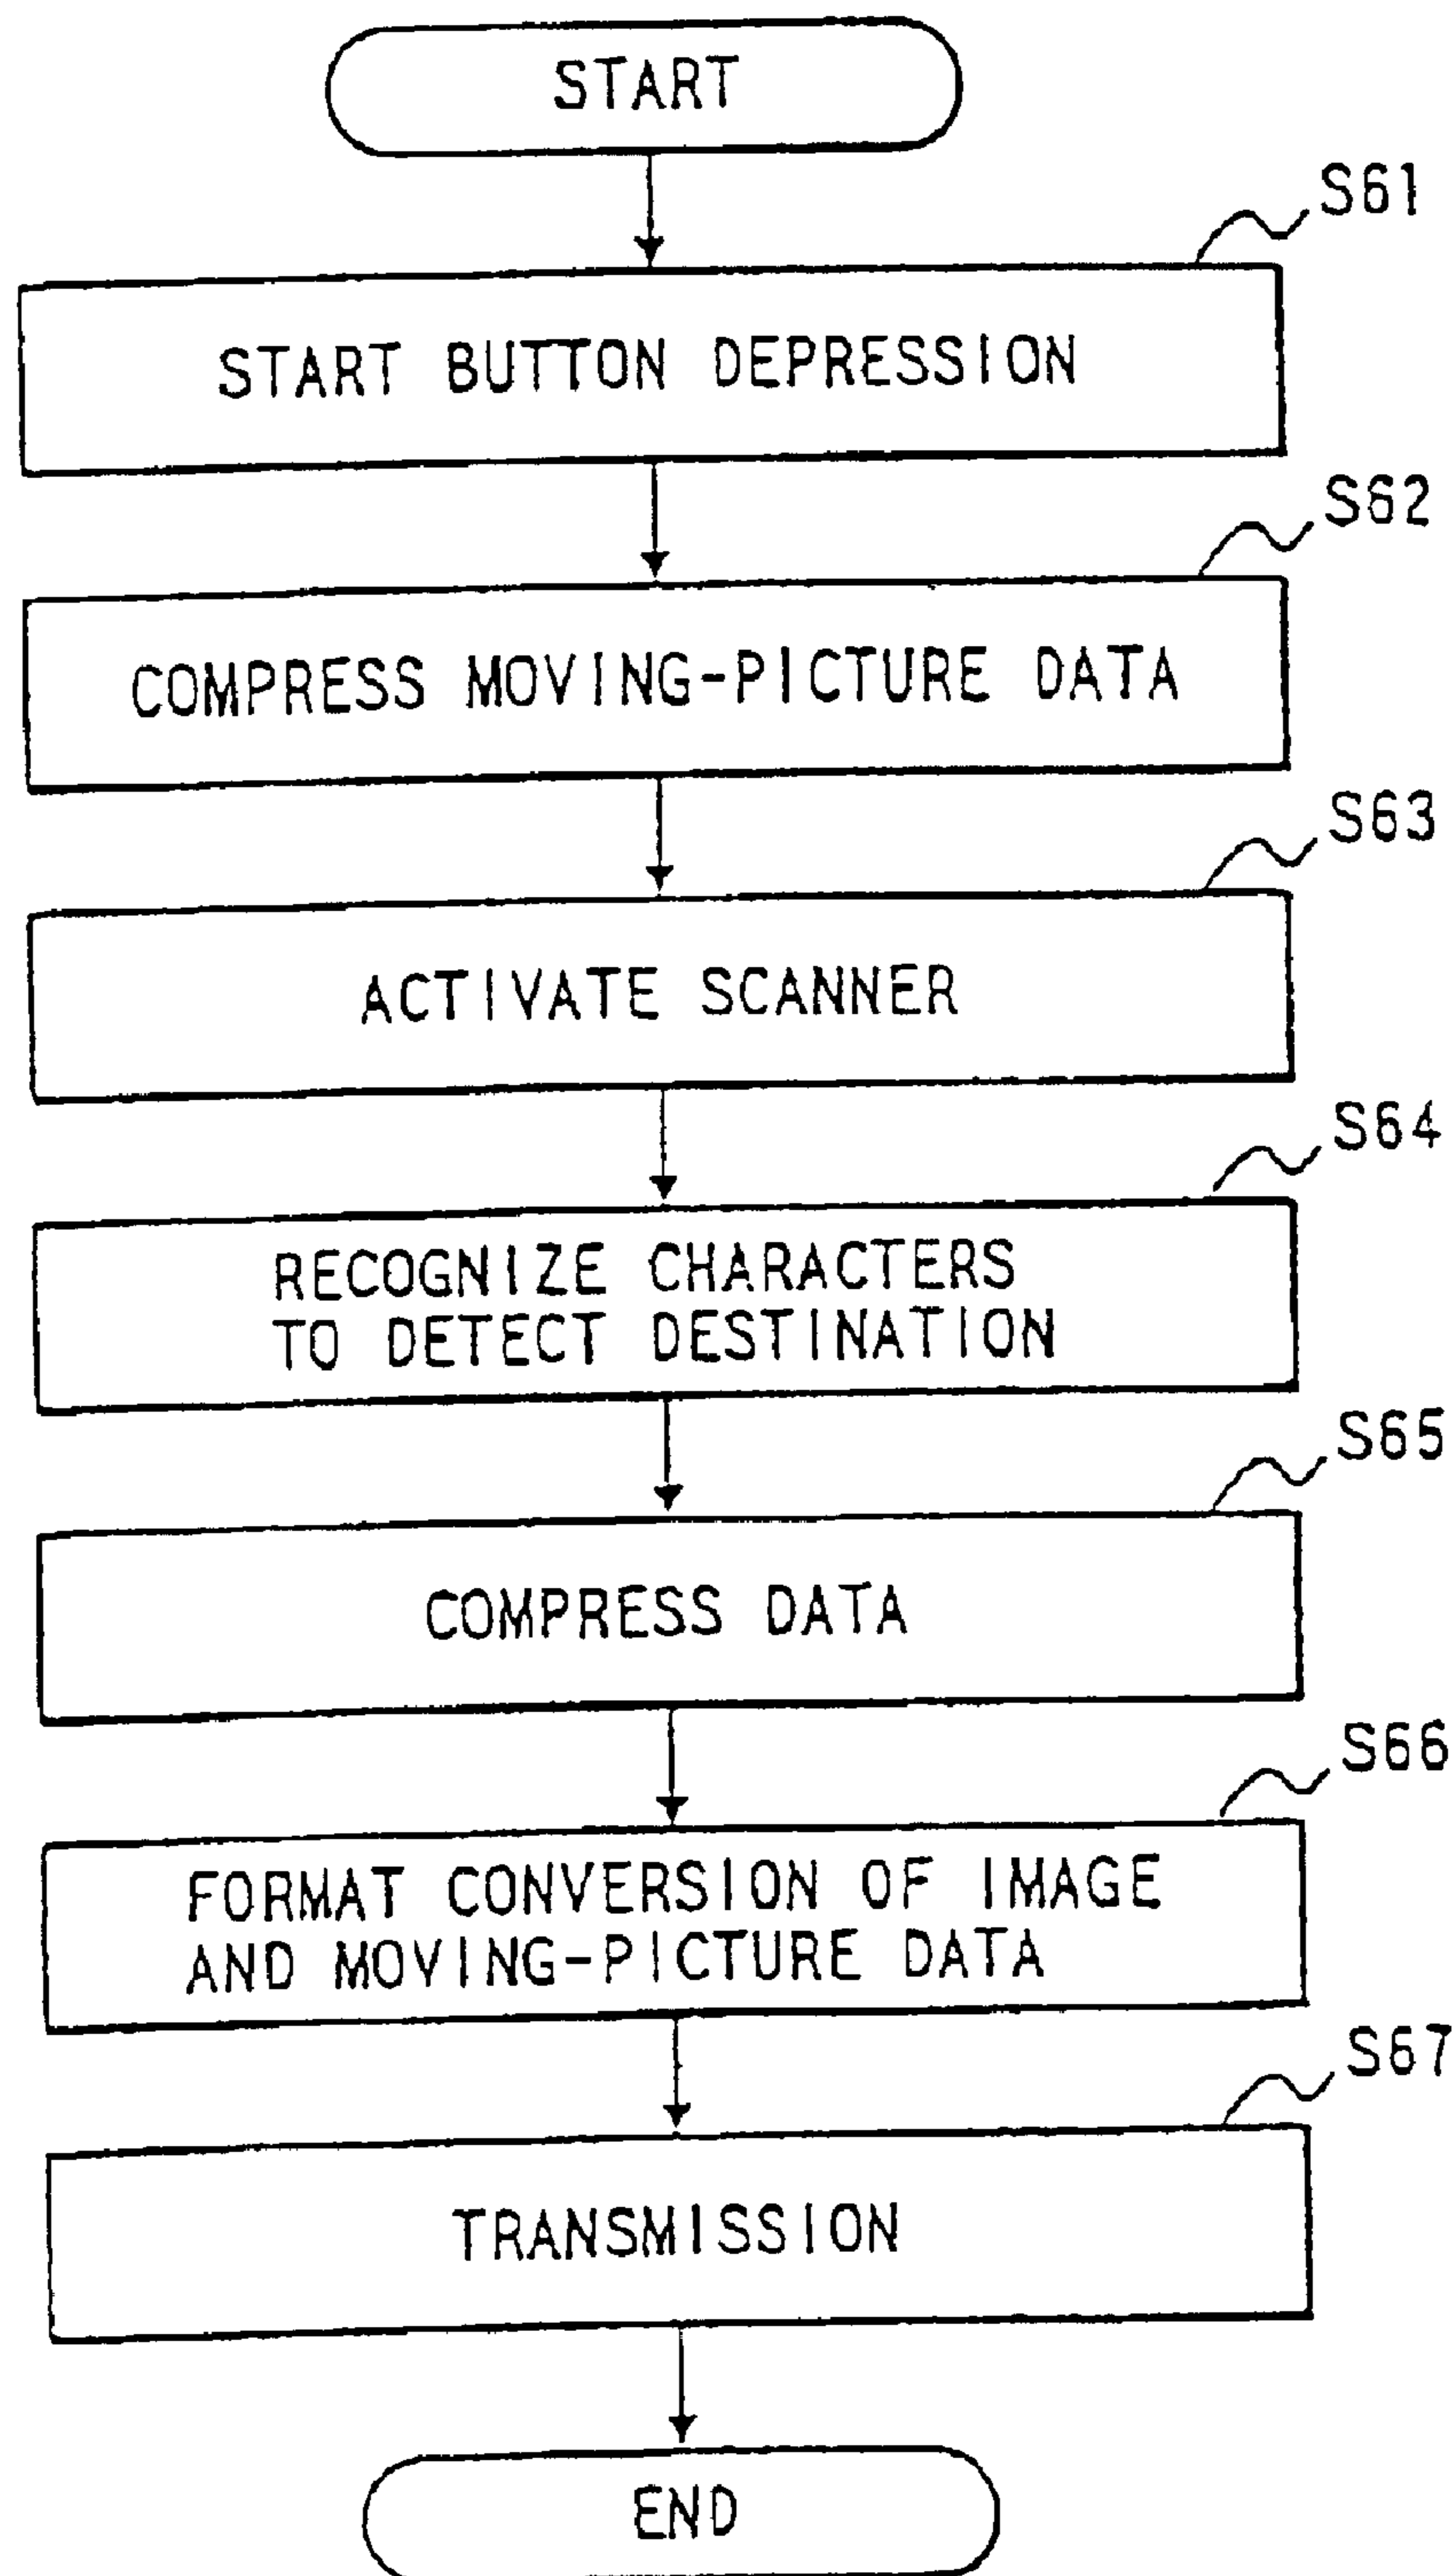 START
S61
START BUTTON DEPRESSION
S62
COMPRESS MOVING-PICTURE DATA
S63
ACTIVATE SCANNER
S64
RECOGNIZE CHARACTERS
TO DETECT DESTINATION
S65
COMPRESS DATA
S66
FORMAT CONVERSION OF IMAGE
AND MOVING-PICTURE DATA
S67
TRANSMISSION
END